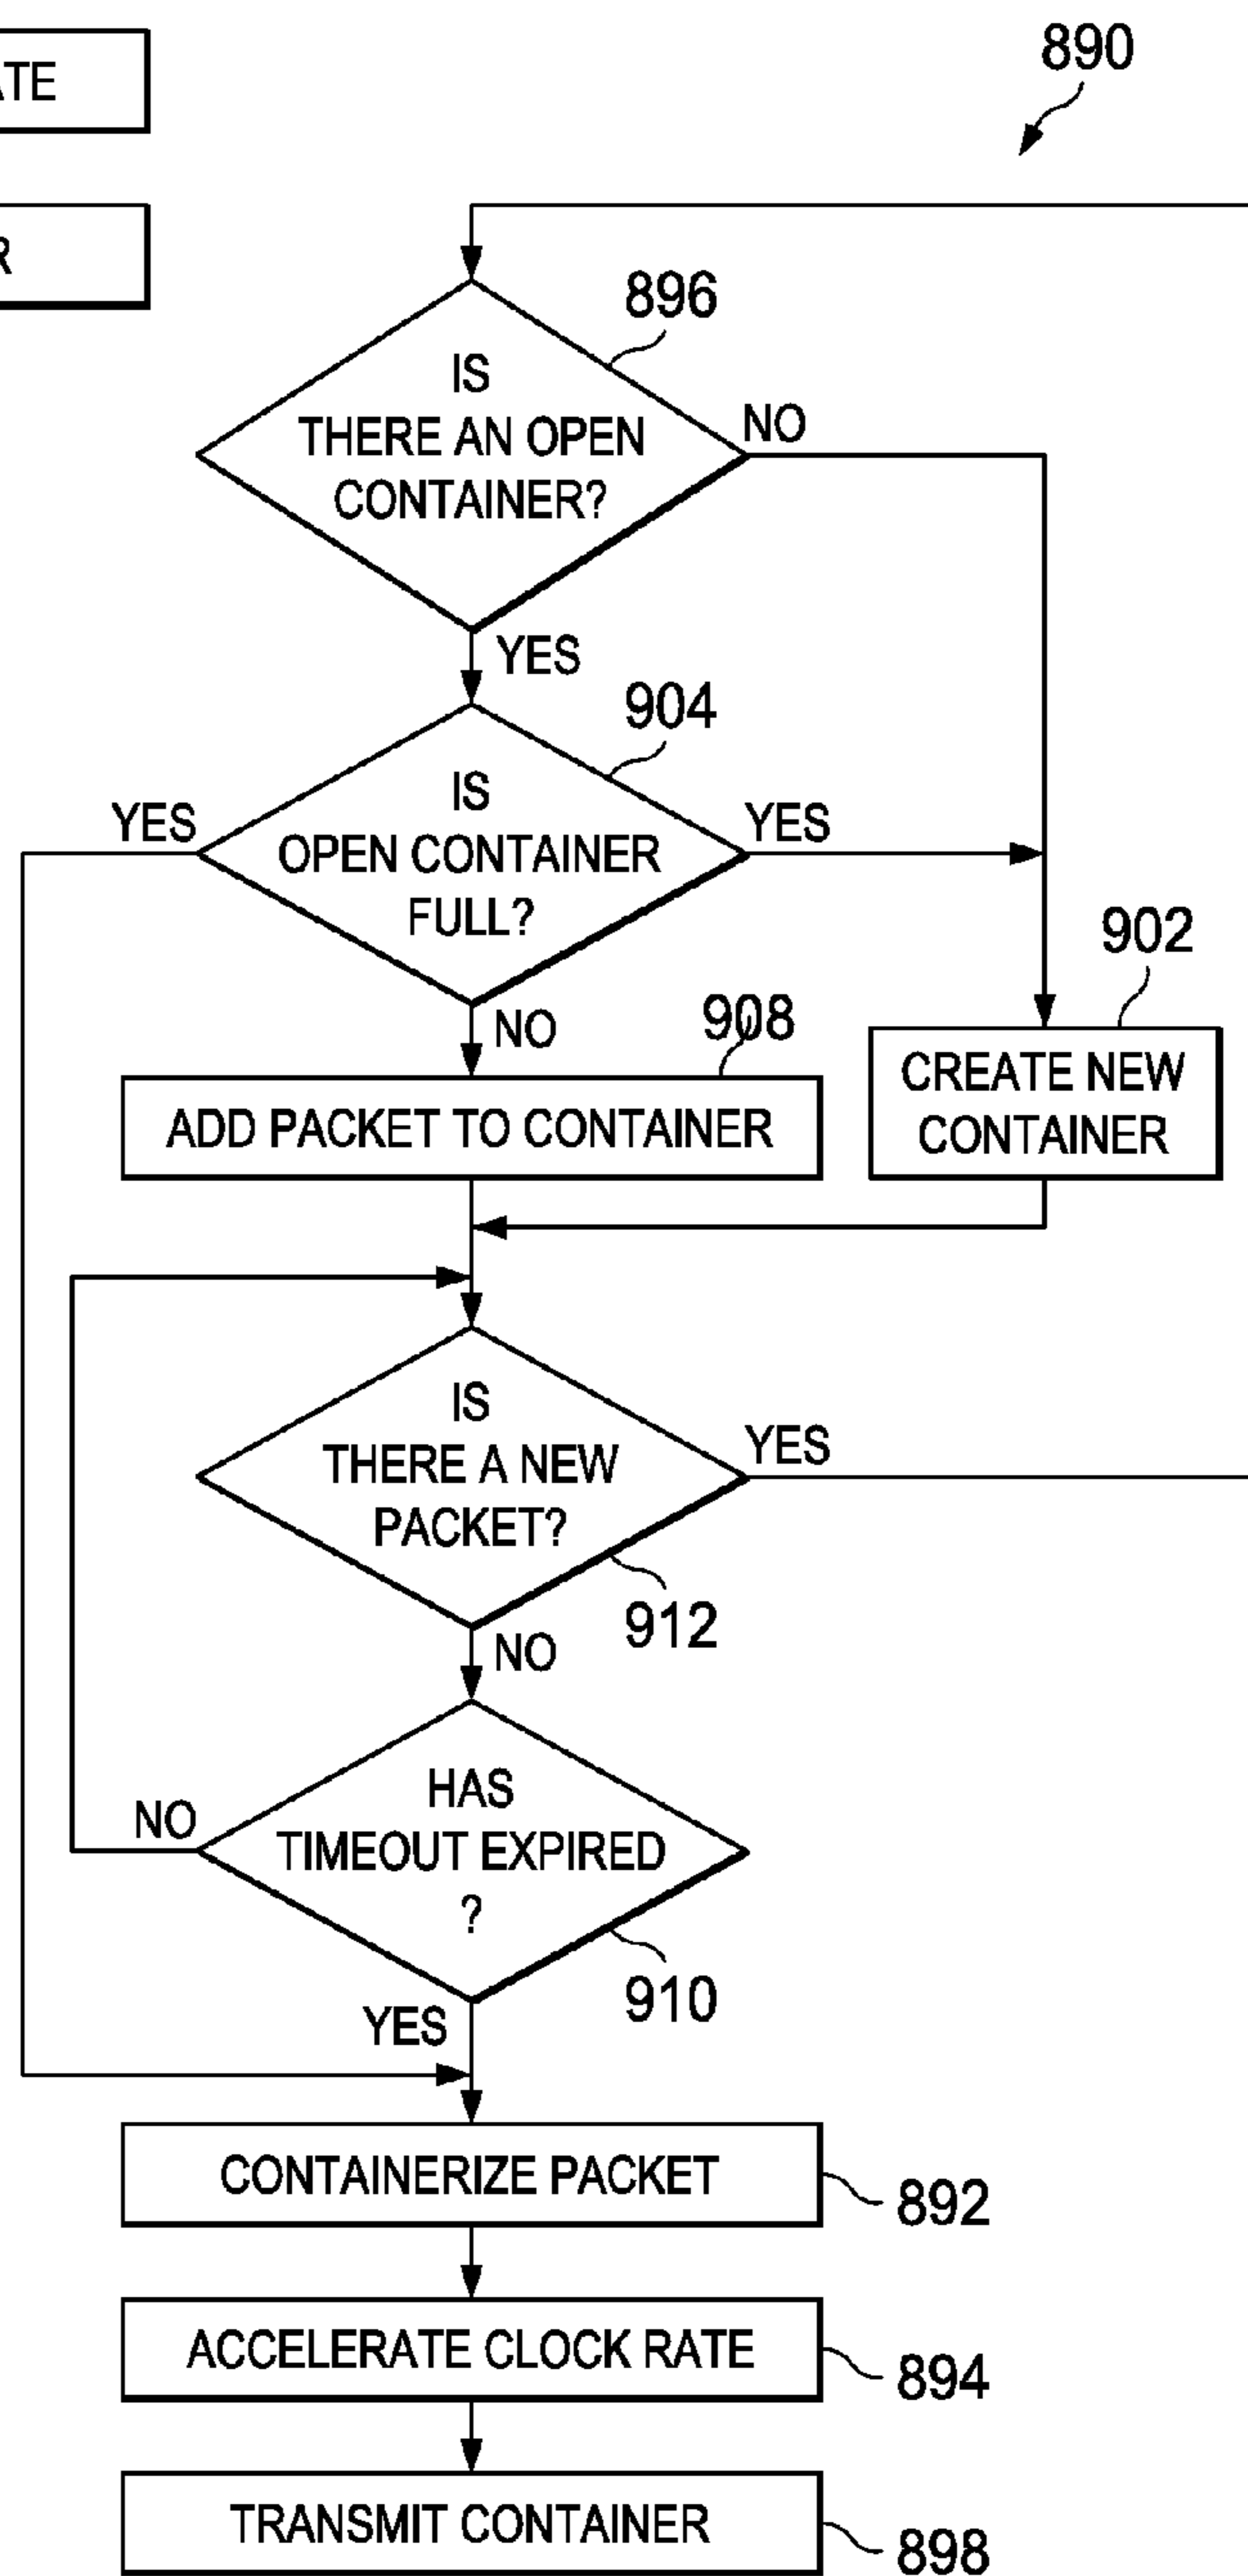 ATE
R
890
896
IS
THERE AN OPEN
CONTAINER?
NO
YES
904
IS
OPEN CONTAINER
FULL?
YES
YES
NO
908
902
ADD PACKET TO CONTAINER
CREATE NEW
CONTAINER
IS
THERE A NEW
PACKET?
YES
912
NO
HAS
TIMEOUT EXPIRED
?
NO
910
YES
CONTAINERIZE PACKET
892
ACCELERATE CLOCK RATE
894
TRANSMIT CONTAINER
898